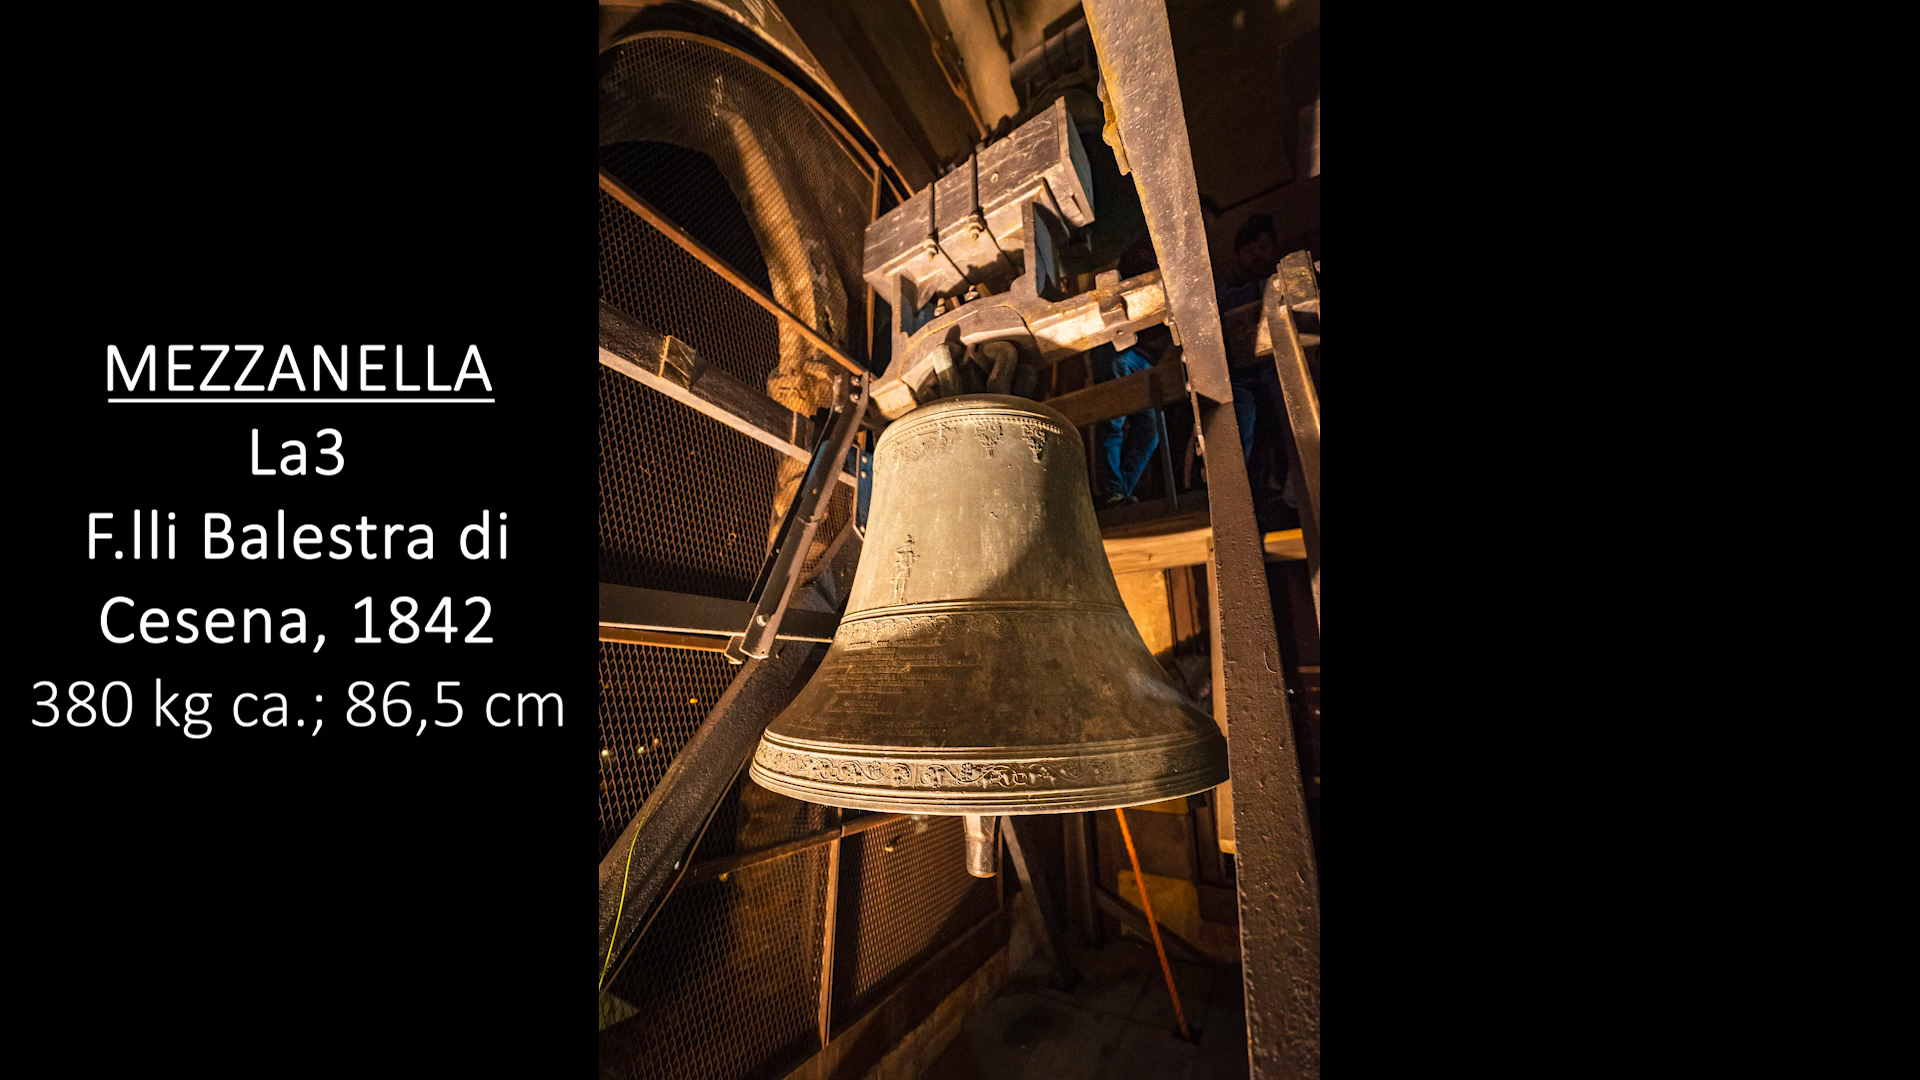 MEZZANELLA
La3
F.lli Balestra di
Cesena, 1842
380 kg ca.; 86,5 cm